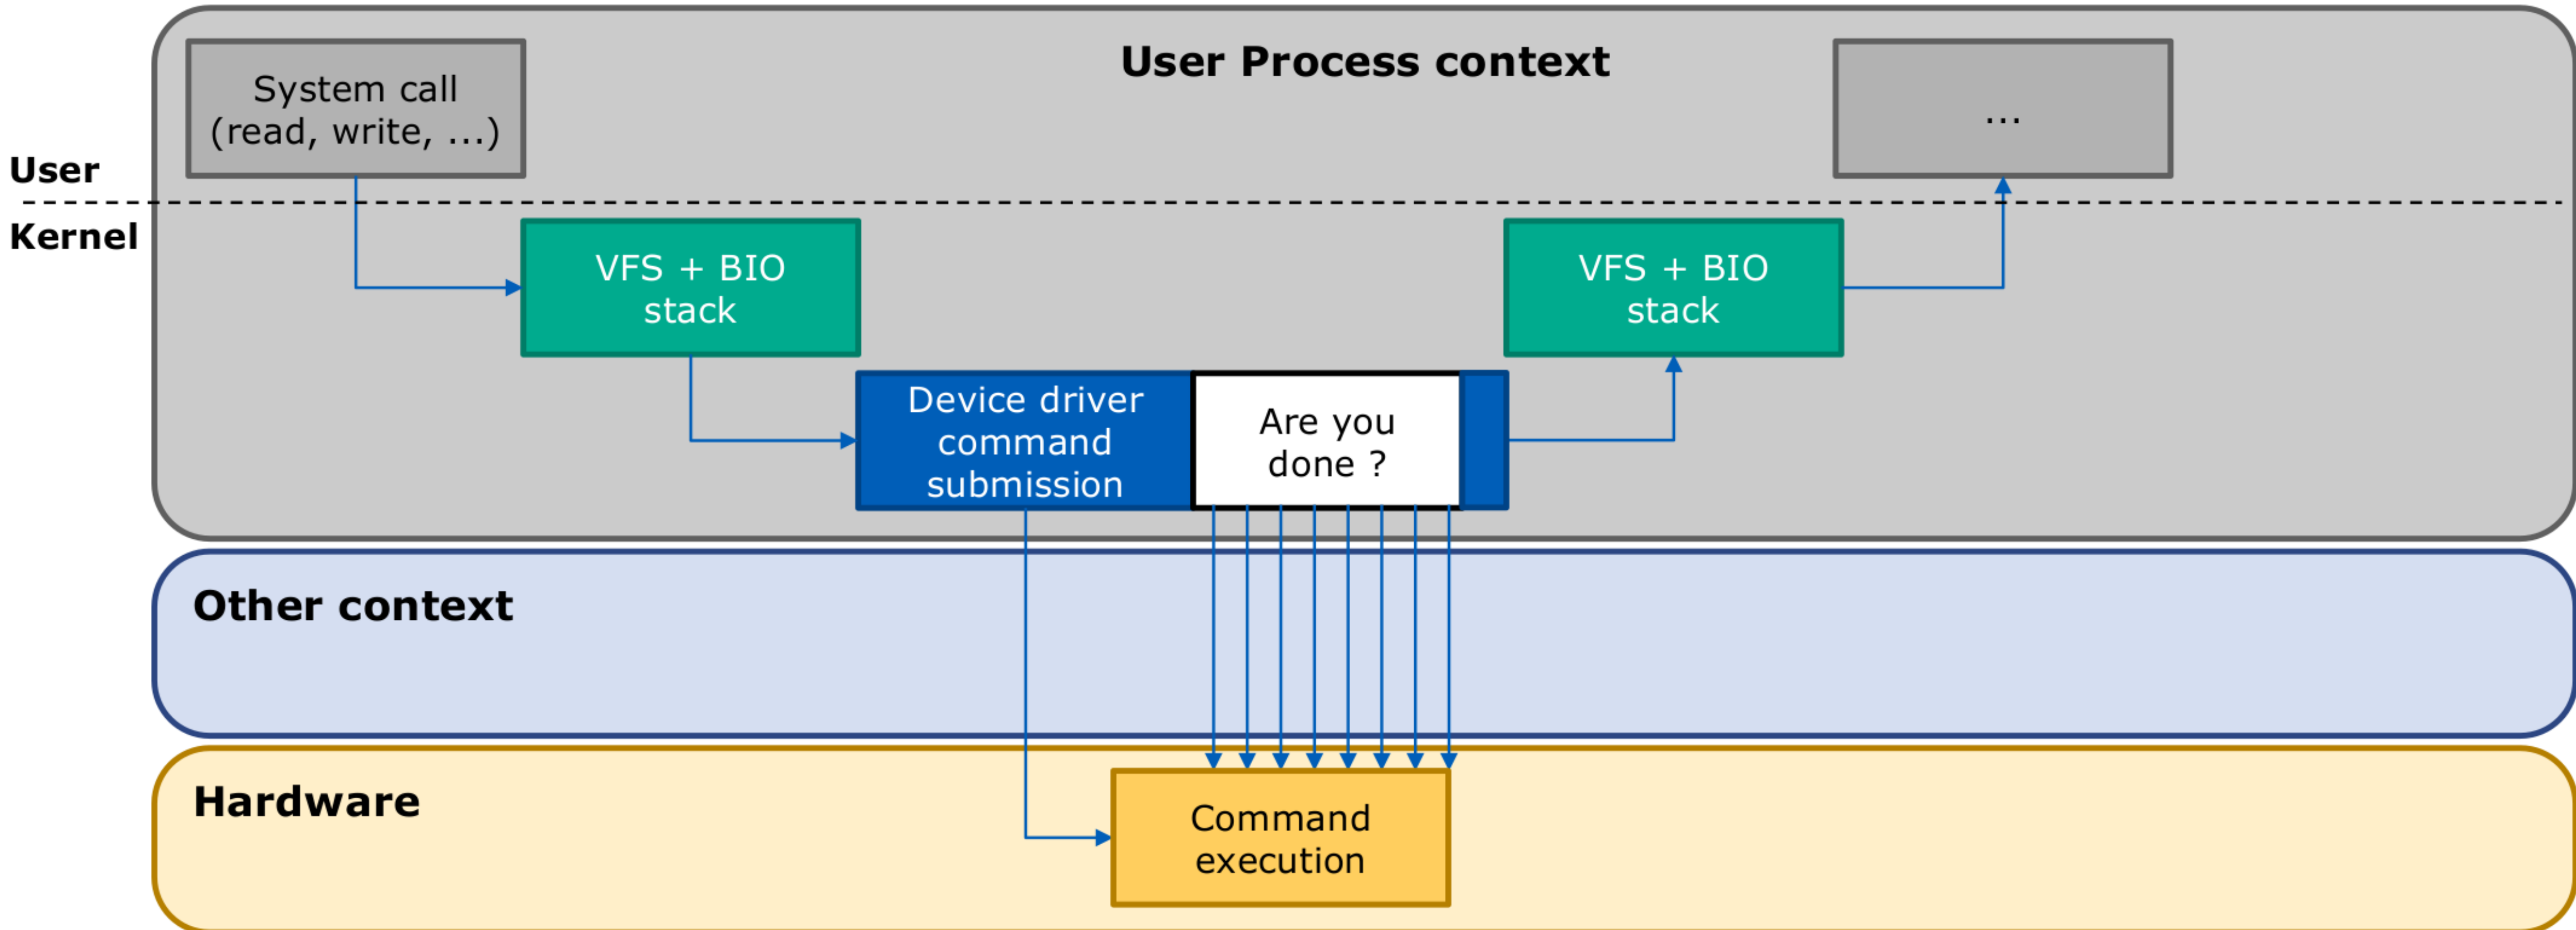 User Process context
System call
(read, write, ...)
...
User
Kernel
VFS + BIO
stack
VFS + BIO
stack
Device driver
command
submission
Are you
done ?
Other context
Hardware
Command
execution